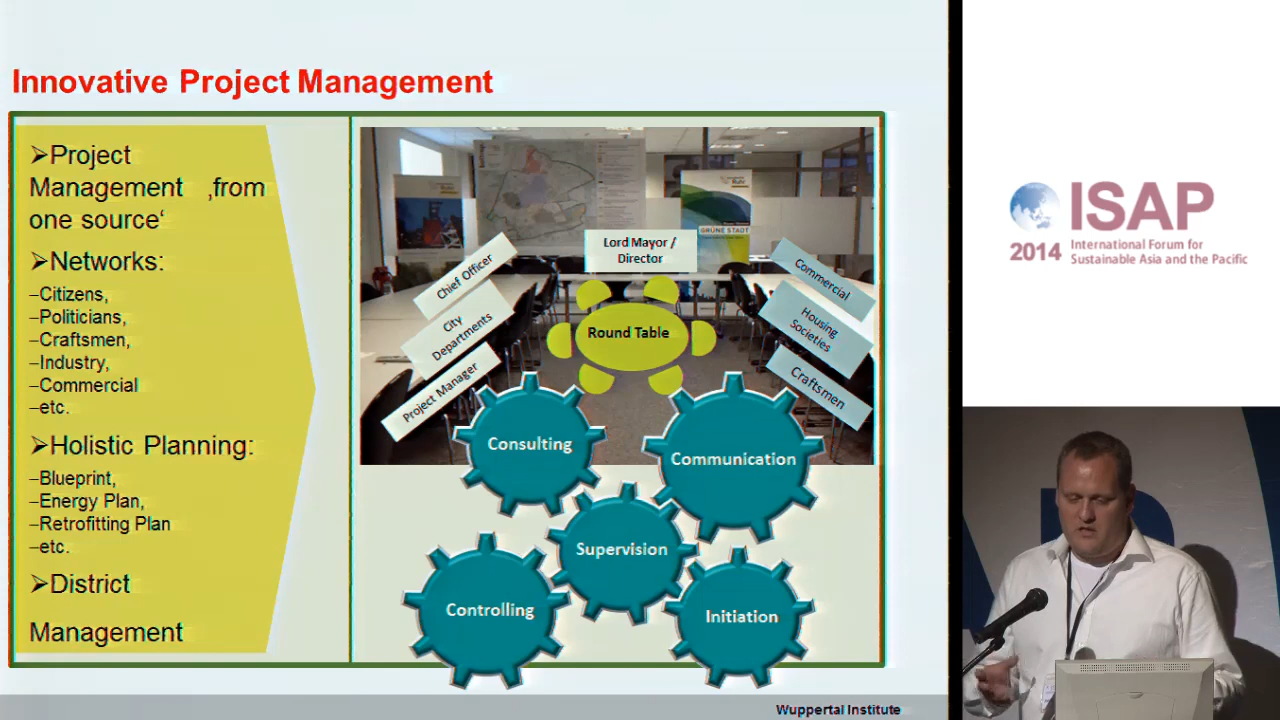 Innovative Project Management
➢Project
Management ‚from
one source‘
➢Networks:
–Citizens,
–Politicians,
–Craftsmen,
–Industry,
–Commercial
–etc.
➢Holistic Planning:
–Blueprint,
–Energy Plan,
–Retrofitting Plan
–etc.
➢District
Management
GRÜNE STADT
Lord Mayor /
Director
Chief Officer
City
Departments
Project Manager
Commercial
Housing
Societies
Craftsmen
Round Table
Consulting
Communication
Supervision
Controlling
Initiation
Wuppertal Institute
ISAP
2014
International Forum for
Sustainable Asia and the Pacific